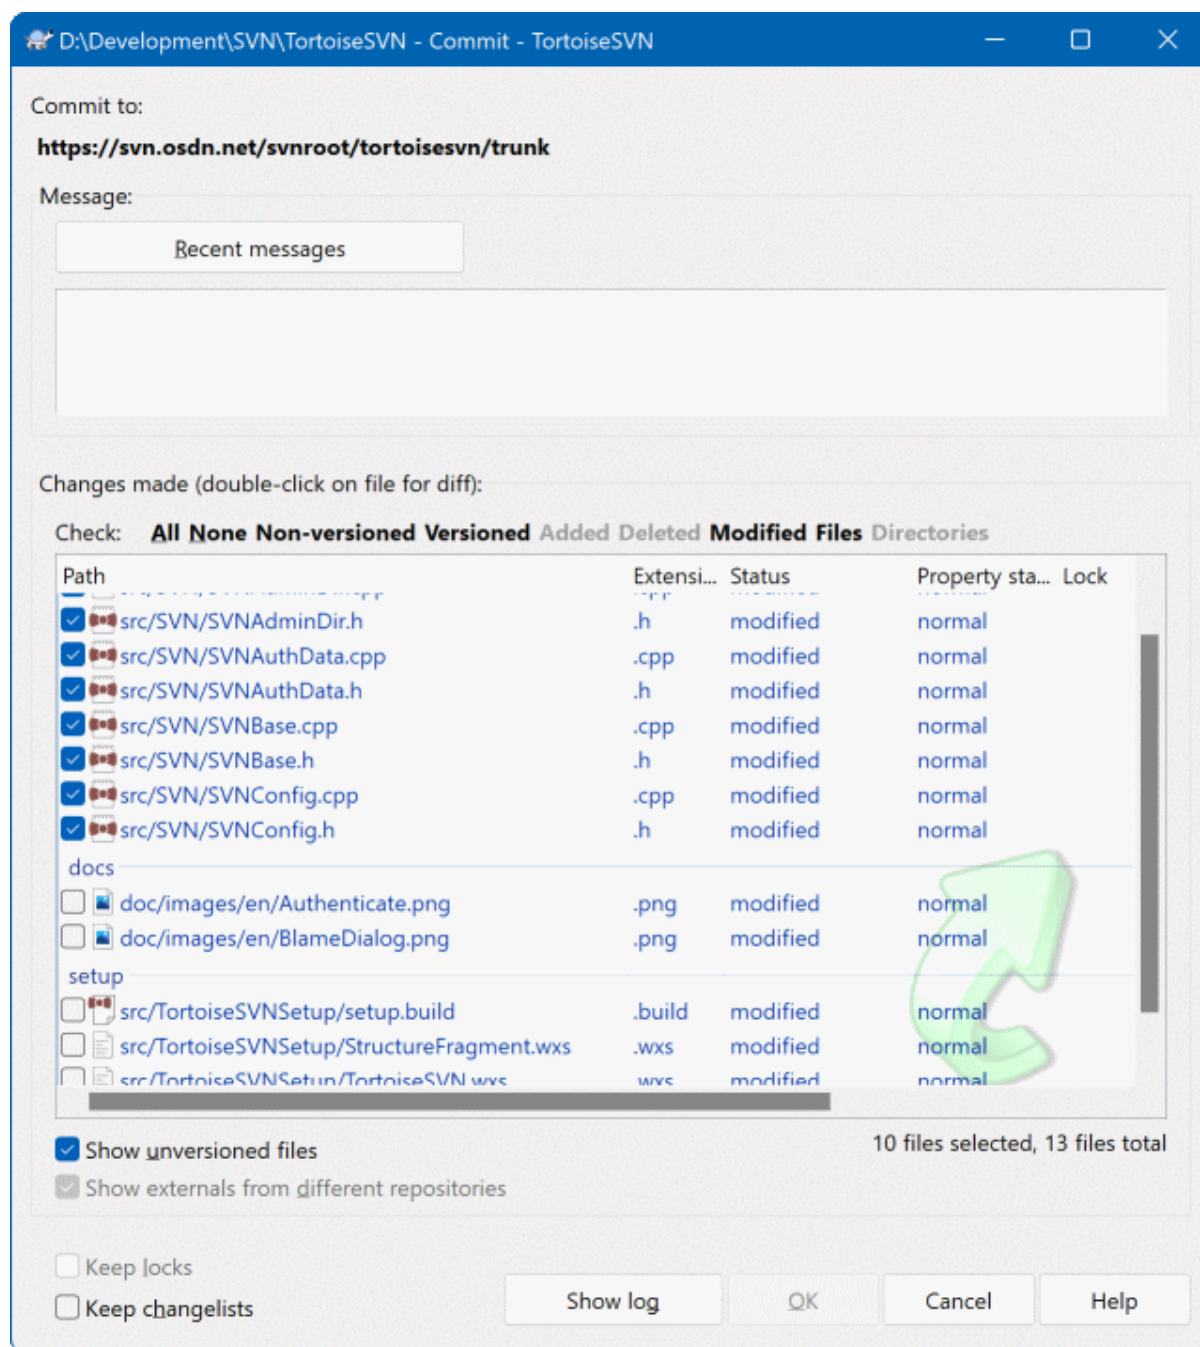 D:\Development\SVN\TortoiseSVN - Commit - TortoiseSVN
Commit to:
https://svn.osdn.net/svnroot/tortoisesvn/trunk
Message:
Recent messages
Changes made (double-click on file for diff):
Check: All None Non-versioned Versioned Added Deleted Modified Files Directories
Path Extensi... Status Property sta... Lock
src/SVN/SVNAdminDir.h .h modified normal
src/SVN/SVNAuthData.cpp .cpp modified normal
src/SVN/SVNAuthData.h .h modified normal
src/SVN/SVNBase.cpp .cpp modified normal
src/SVN/SVNBase.h .h modified normal
src/SVN/SVNConfig.cpp .cpp modified normal
src/SVN/SVNConfig.h .h modified normal
docs
doc/images/en/Authenticate.png .png modified normal
doc/images/en/BlameDialog.png .png modified normal
setup
src/TortoiseSVNSetup/setup.build .build modified normal
src/TortoiseSVNSetup/StructureFragment.wxs .wxs modified normal
src/TortoiseSVNSetup/TortoiseSVN.wxs .wxs modified normal
Show unversioned files
10 files selected, 13 files total
Show externals from different repositories
Keep locks
Keep changelists
Show log OK Cancel Help